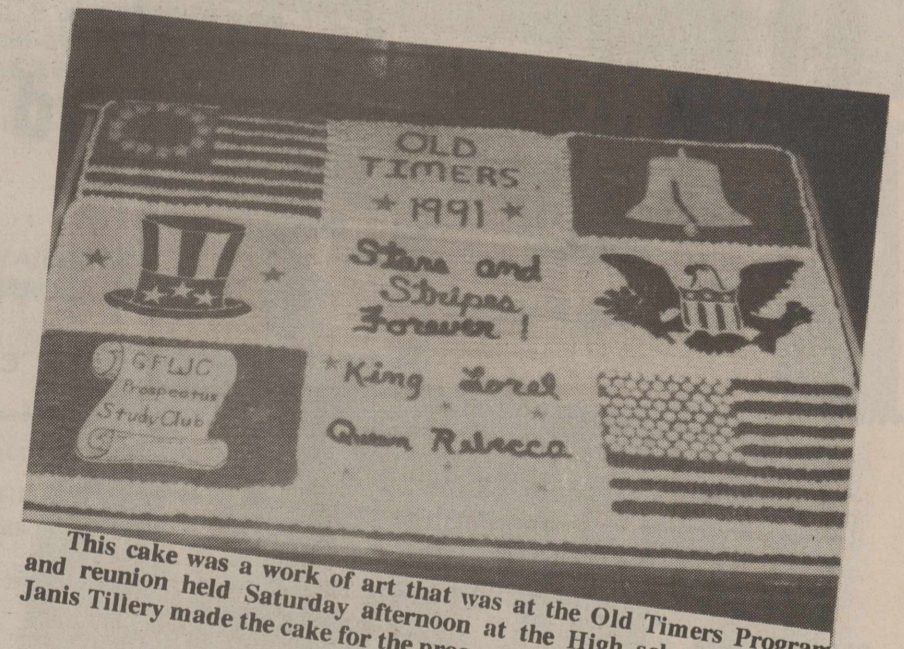 OLD
TIMERS
1991
Stars and
Stripes
Forever!
GFWC
Prospectus
Study Club
King Lorel
Queen Rebecca
This cake was a work of art that was at the Old Timers Program
and reunion held Saturday afternoon at the High
Janis Tillery made the cake for the